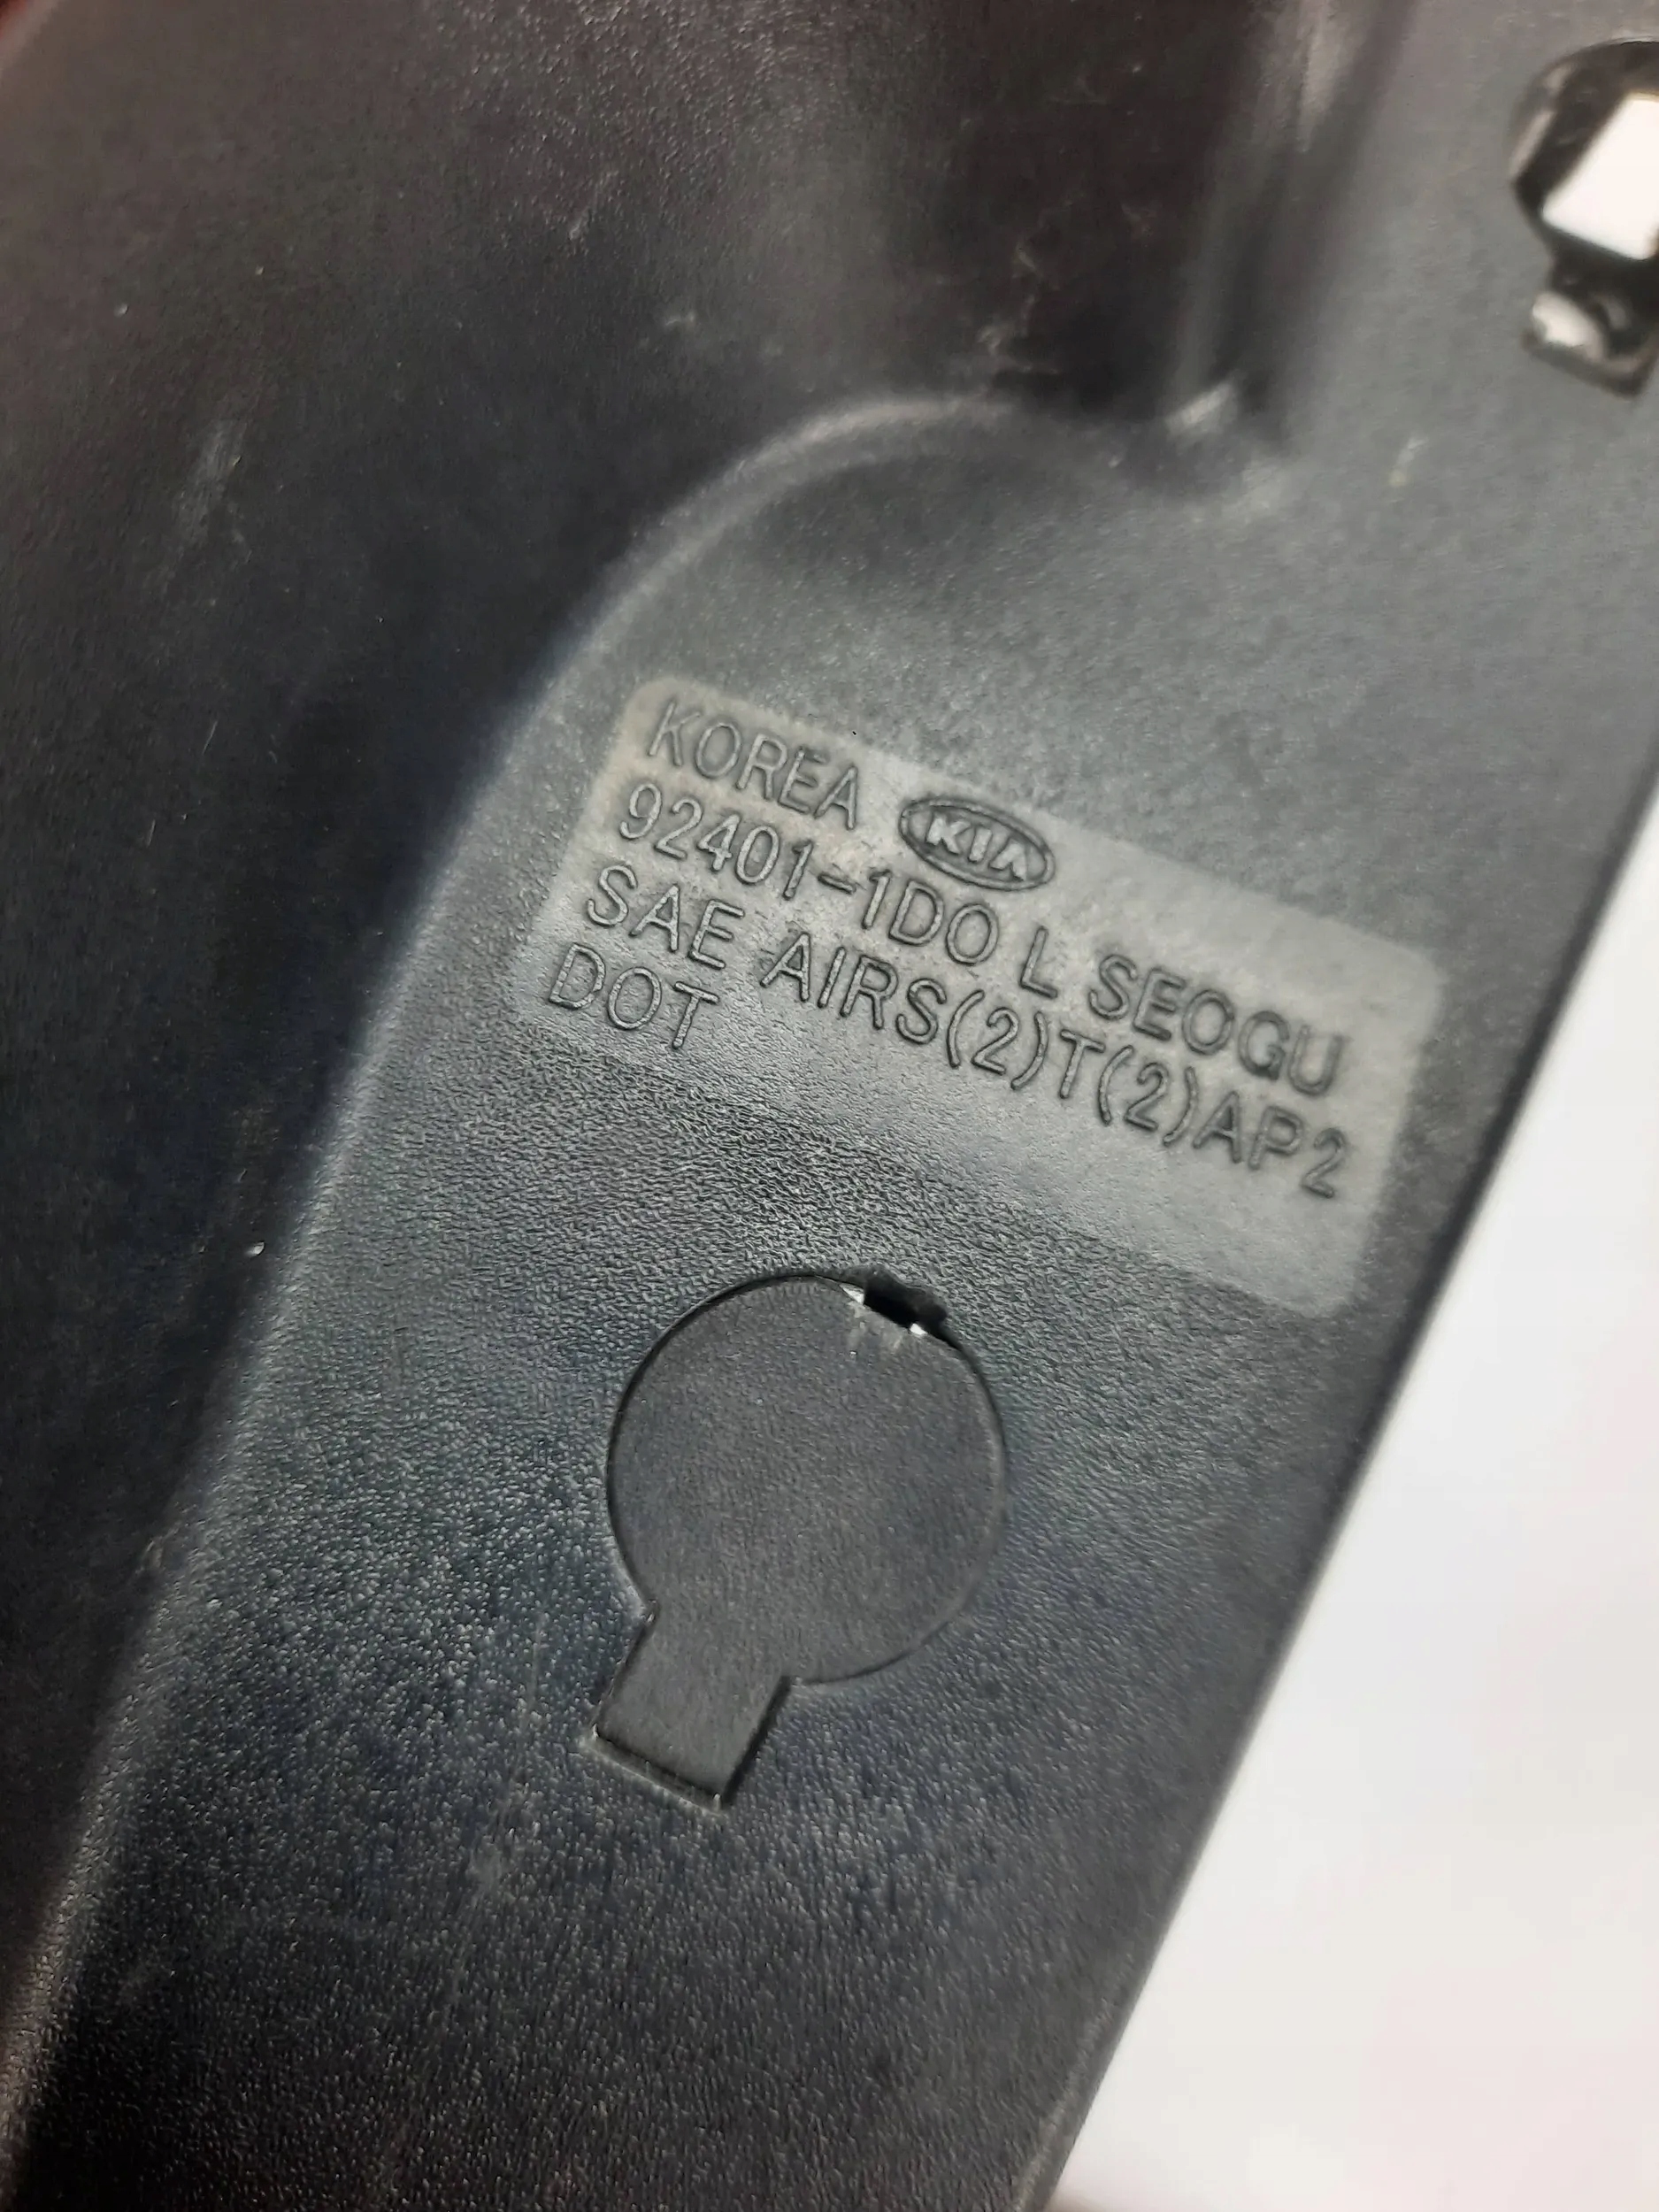 KOREA KIA
92401-1D0 L SEOGU
SAE AIRS(2)T(2)AP2
DOT